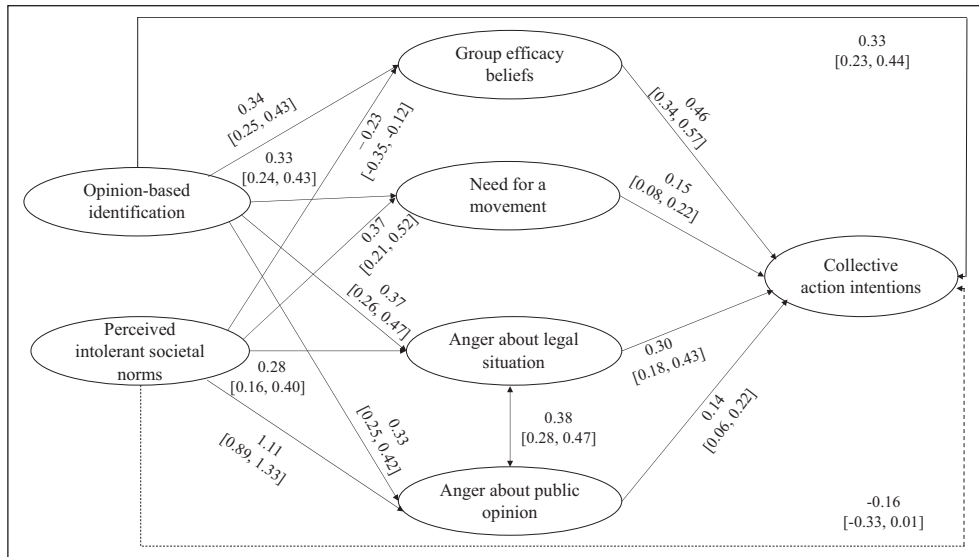 0.33
[0.23, 0.44]
Group efficacy
beliefs
0.34
[0.25, 0.43]
−0.23
[-0.35, -0.12]
0.46
[0.34, 0.57]
0.33
[0.24, 0.43]
Opinion-based
identification
Need for a
movement
0.15
[0.08, 0.22]
0.37
[0.21, 0.52]
Collective
action intentions
0.37
[0.26, 0.47]
Perceived
intolerant societal
norms
Anger about legal
situation
0.28
[0.16, 0.40]
0.30
[0.18, 0.43]
0.33
[0.25, 0.42]
0.38
[0.28, 0.47]
0.14
[0.06, 0.22]
1.11
[0.89, 1.33]
Anger about public
opinion
-0.16
[-0.33, 0.01]